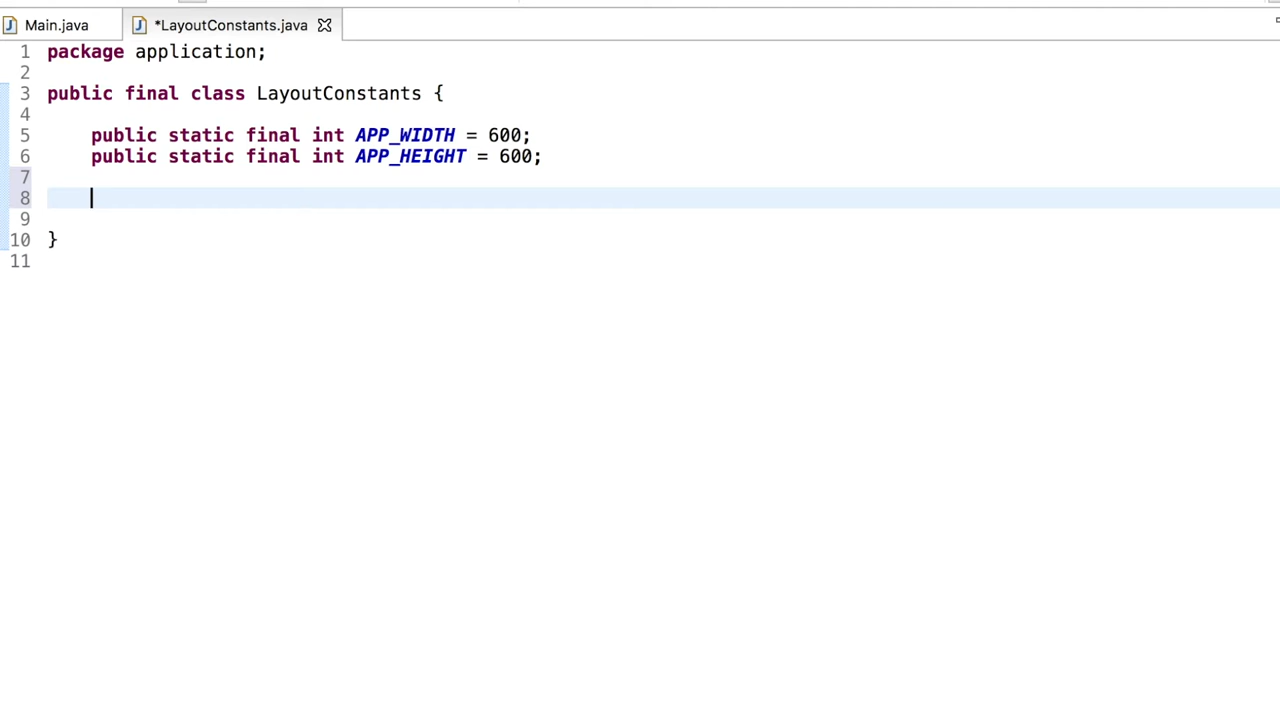 Main.java *LayoutConstants.java
1 package application;
2
3 public final class LayoutConstants {
4
5 public static final int APP_WIDTH = 600;
6 public static final int APP_HEIGHT = 600;
7
8
9
10 }
11